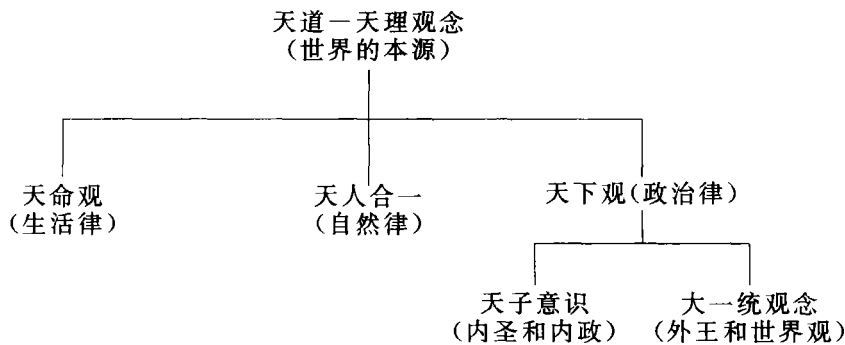 天道－天理观念
(世界的本源)
天命观
(生活律)
天人合一
(自然律)
天下观(政治律)
天子意识
(内圣和内政)
大一统观念
(外王和世界观)